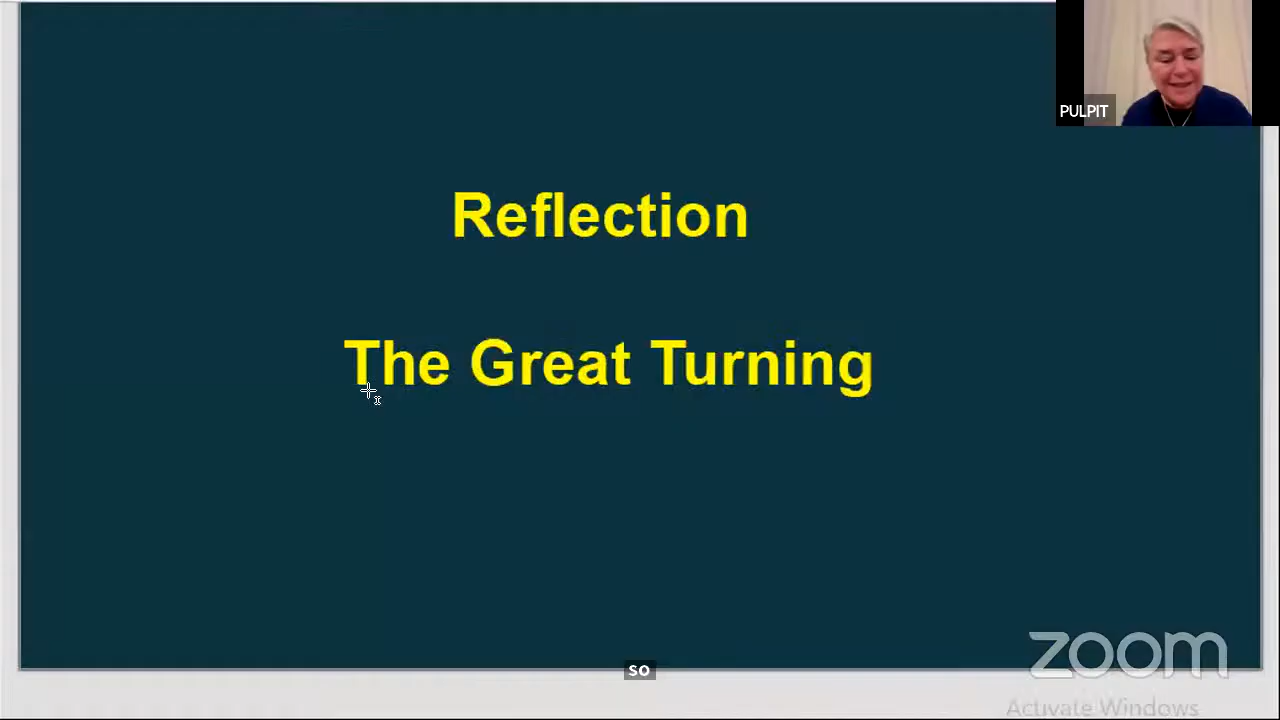 PULPIT
Reflection
The Great Turning
zoom
so
Activate Windows